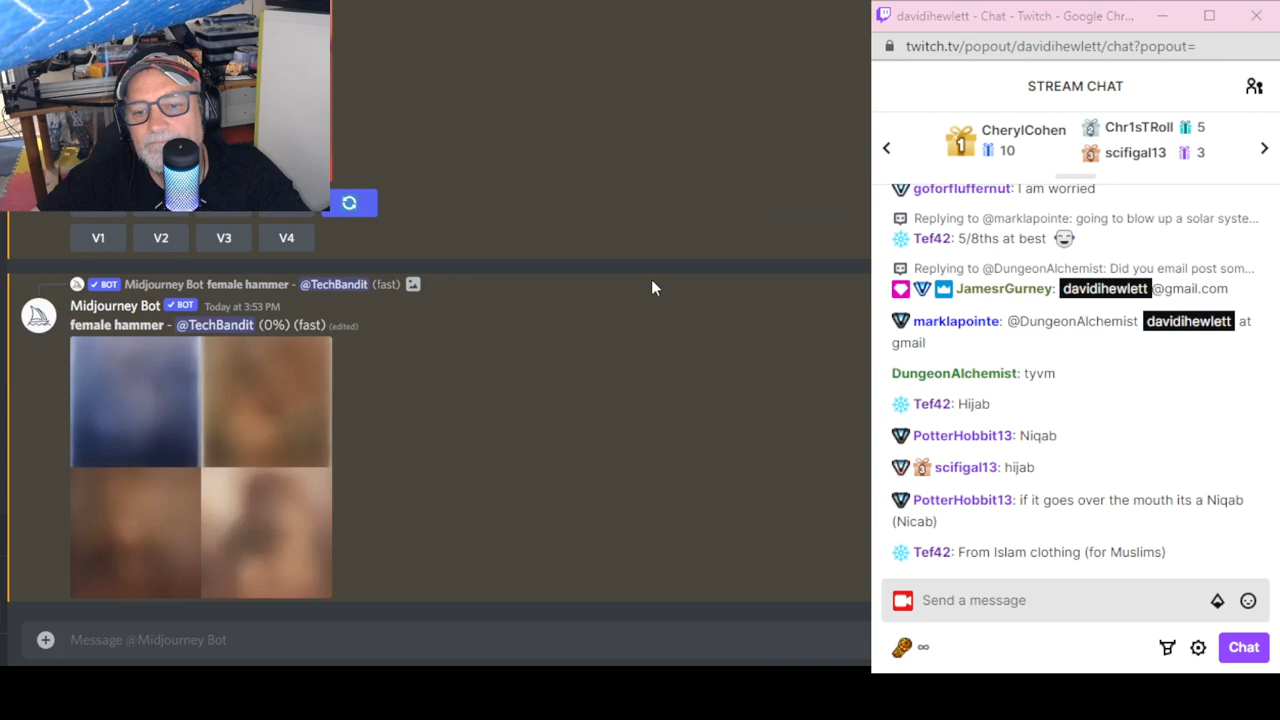 davidihewlett - Chat - Twitch - Google Chr...
twitch.tv/popout/davidihewlett/chat?popout=
STREAM CHAT
1 CherylCohen 10
2 Chr1sTRoll 5
3 scifigal13 3
V1 V2 V3 V4
BOT Midjourney Bot female hammer - @TechBandit (fast)
Midjourney Bot BOT Today at 3:53 PM
female hammer - @TechBandit (0%) (fast) (edited)
Message @Midjourney Bot
goforfluffernut: I am worried
Replying to @marklapointe: going to blow up a solar syste...
Tef42: 5/8ths at best
Replying to @DungeonAlchemist: Did you email post som...
JamesrGurney: davidihewlett@gmail.com
marklapointe: @DungeonAlchemist davidihewlett at
gmail
DungeonAlchemist: tyvm
Tef42: Hijab
PotterHobbit13: Niqab
3 scifigal13: hijab
PotterHobbit13: if it goes over the mouth its a Niqab
(Nicab)
Tef42: From Islam clothing (for Muslims)
Send a message
∞ Chat